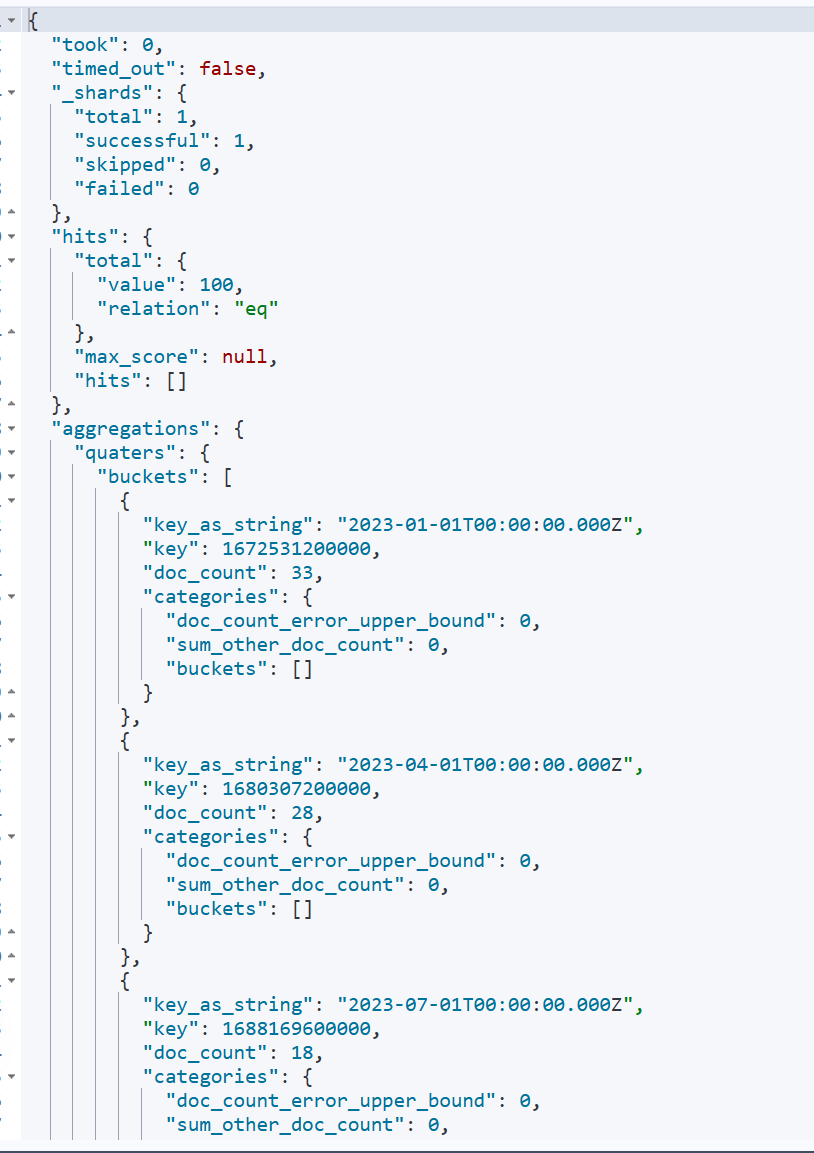 {
"took": 0,
"timed_out": false,
"_shards": {
"total": 1,
"successful": 1,
"skipped": 0,
"failed": 0
},
"hits": {
"total": {
"value": 100,
"relation": "eq"
},
"max_score": null,
"hits": []
},
"aggregations": {
"quaters": {
"buckets": [
{
"key_as_string": "2023-01-01T00:00:00.000Z",
"key": 1672531200000,
"doc_count": 33,
"categories": {
"doc_count_error_upper_bound": 0,
"sum_other_doc_count": 0,
"buckets": []
}
},
{
"key_as_string": "2023-04-01T00:00:00.000Z",
"key": 1680307200000,
"doc_count": 28,
"categories": {
"doc_count_error_upper_bound": 0,
"sum_other_doc_count": 0,
"buckets": []
}
},
{
"key_as_string": "2023-07-01T00:00:00.000Z",
"key": 1688169600000,
"doc_count": 18,
"categories": {
"doc_count_error_upper_bound": 0,
"sum_other_doc_count": 0,